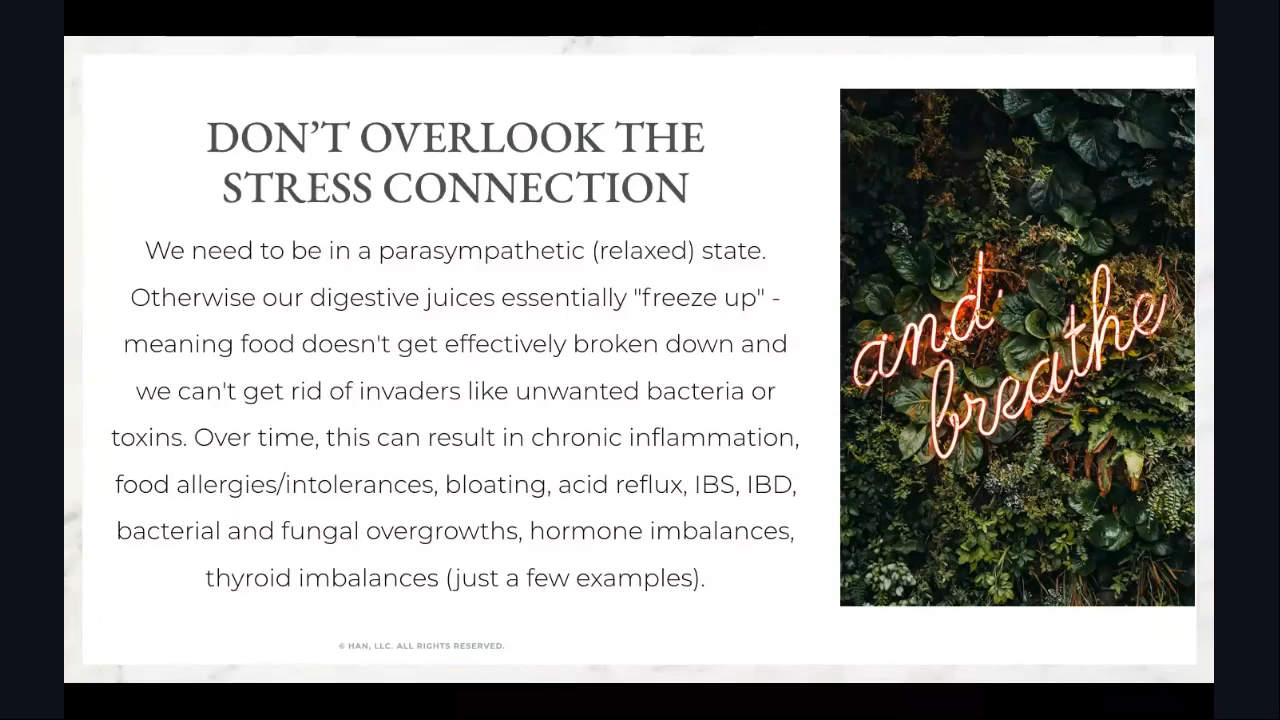 DON'T OVERLOOK THE
STRESS CONNECTION
We need to be in a parasympathetic (relaxed) state.
Otherwise our digestive juices essentially "freeze up" -
meaning food doesn't get effectively broken down and
we can't get rid of invaders like unwanted bacteria or
toxins. Over time, this can result in chronic inflammation,
food allergies/intolerances, bloating, acid reflux, IBS, IBD,
bacterial and fungal overgrowths, hormone imbalances,
thyroid imbalances (just a few examples).
© HAN, LLC. ALL RIGHTS RESERVED.
and
breathe